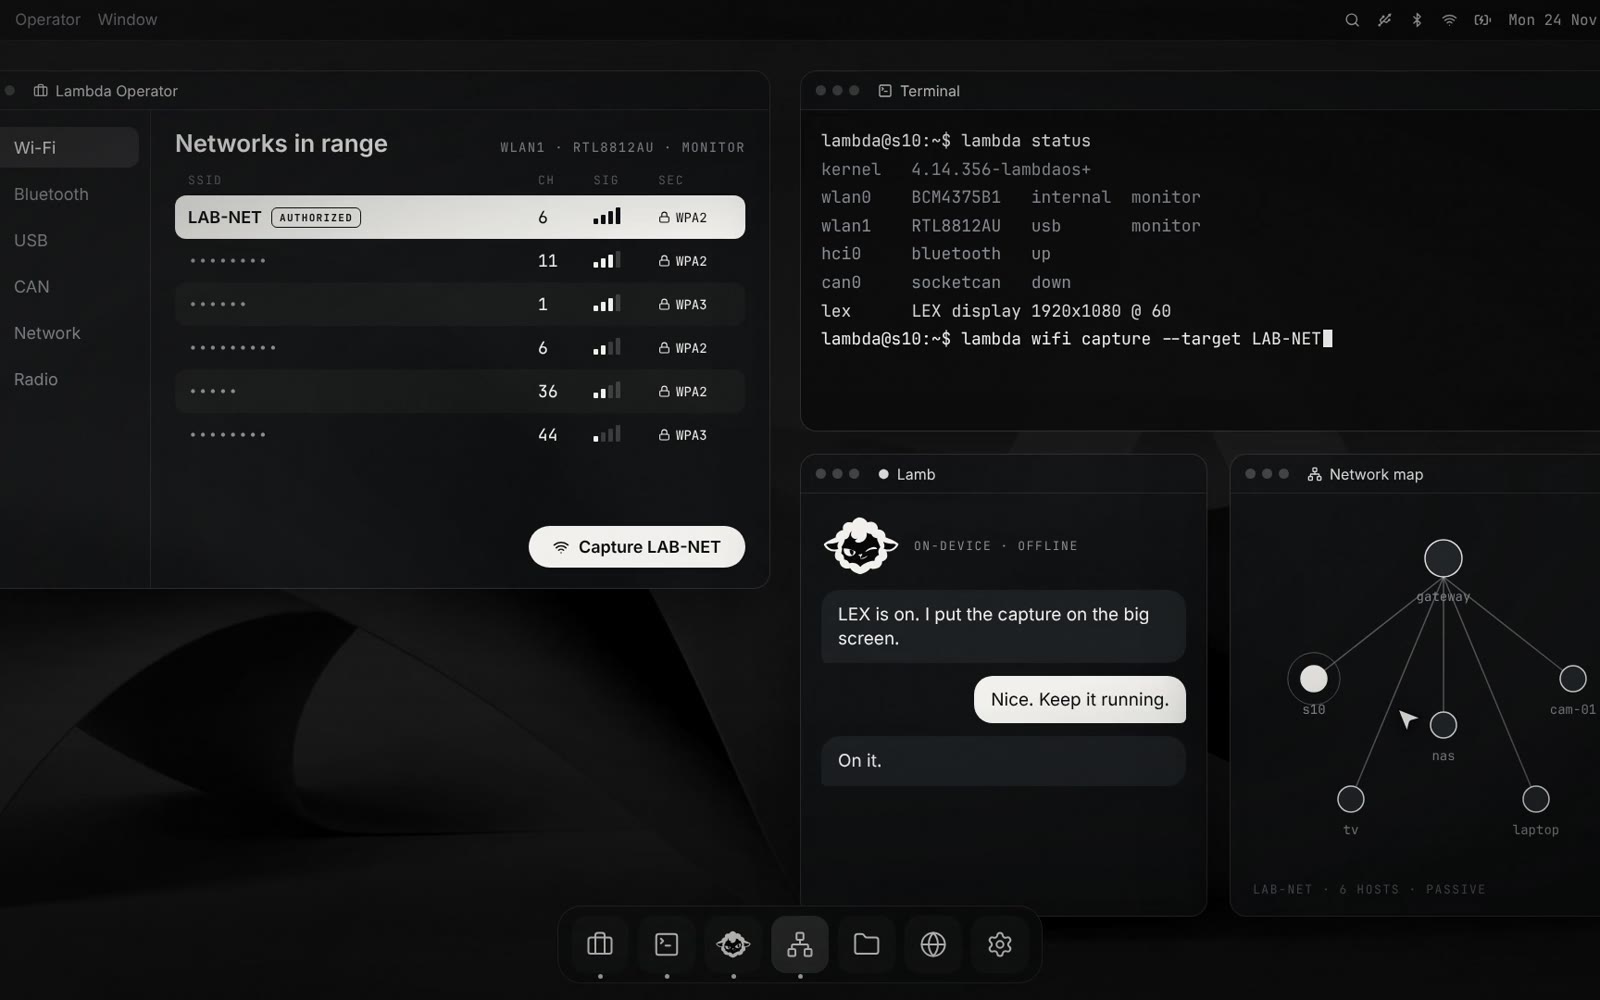 Operator Window
Mon 24 Nov
Lambda Operator
Wi-Fi
Bluetooth
USB
CAN
Network
Radio
Networks in range
WLAN1 · RTL8812AU · MONITOR
SSID CH SIG SEC
LAB-NET AUTHORIZED 6 WPA2
•••••••• 11 WPA2
•••••• 1 WPA3
••••••••• 6 WPA2
••••• 36 WPA2
•••••••• 44 WPA3
Capture LAB-NET
Terminal
lambda@s10:~$ lambda status
kernel 4.14.356-lambdaos+
wlan0 BCM4375B1 internal monitor
wlan1 RTL8812AU usb monitor
hci0 bluetooth up
can0 socketcan down
lex LEX display 1920x1080 @ 60
lambda@s10:~$ lambda wifi capture --target LAB-NET
Lamb
ON-DEVICE · OFFLINE
LEX is on. I put the capture on the big
screen.
Nice. Keep it running.
On it.
Network map
gateway
s10
cam-01
nas
tv
laptop
LAB-NET · 6 HOSTS · PASSIVE